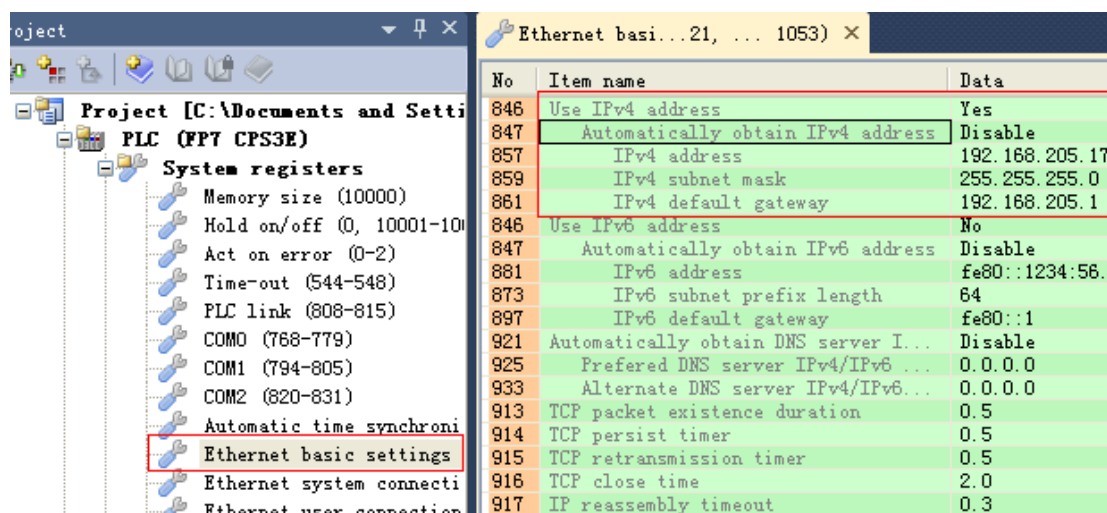 oject
Project [C:\Documents and Setti
PLC (FP7 CPS3E)
System registers
Memory size (10000)
Hold on/off (0, 10001-10
Act on error (0-2)
Time-out (544-548)
PLC link (808-815)
COM0 (768-779)
COM1 (794-805)
COM2 (820-831)
Automatic time synchroni
Ethernet basic settings
Ethernet system connecti
Ethernet user connection
Ethernet basi...21, ... 1053)
No Item name Data
846 Use IPv4 address Yes
847 Automatically obtain IPv4 address Disable
857 IPv4 address 192.168.205.17
859 IPv4 subnet mask 255.255.255.0
861 IPv4 default gateway 192.168.205.1
846 Use IPv6 address No
847 Automatically obtain IPv6 address Disable
881 IPv6 address fe80::1234:56.
873 IPv6 subnet prefix length 64
897 IPv6 default gateway fe80::1
921 Automatically obtain DNS server I... Disable
925 Prefered DNS server IPv4/IPv6 ... 0.0.0.0
933 Alternate DNS server IPv4/IPv6... 0.0.0.0
913 TCP packet existence duration 0.5
914 TCP persist timer 0.5
915 TCP retransmission timer 0.5
916 TCP close time 2.0
917 IP reassembly timeout 0.3